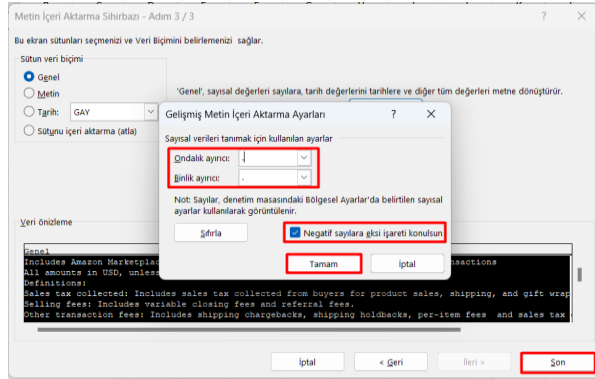 Metin İçeri Aktarma Sihirbazı - Adım 3 / 3
? ×
Bu ekran sütunları seçmenizi ve Veri Biçimini belirlemenizi sağlar.
Sütun veri biçimi
Genel
Metin
Tarih: GAY
Sütunu içeri aktarma (atla)
'Genel', sayısal değerleri sayılara, tarih değerlerini tarihlere ve diğer tüm değerleri metne dönüştürür.
Gelişmiş Metin İçeri Aktarma Ayarları
? ×
Sayısal verileri tanımak için kullanılan ayarlar
Ondalık ayırıcı:
Binlik ayırıcı: .
Not: Sayılar, denetim masasındaki Bölgesel Ayarlar'da belirtilen sayısal
ayarlar kullanılarak görüntülenir.
Sıfırla
Negatif sayılara eksi işareti konulsun
Tamam
İptal
Veri önizleme
Genel
Includes Amazon Marketplac
nsactions
All amounts in USD, unless
Definitions:
Sales tax collected: Includes sales tax collected from buyers for product sales, shipping, and gift wrap
Selling fees: Includes variable closing fees and referral fees.
Other transaction fees: Includes shipping chargebacks, shipping holdbacks, per-item fees and sales tax
İptal
< Geri
İleri >
Son